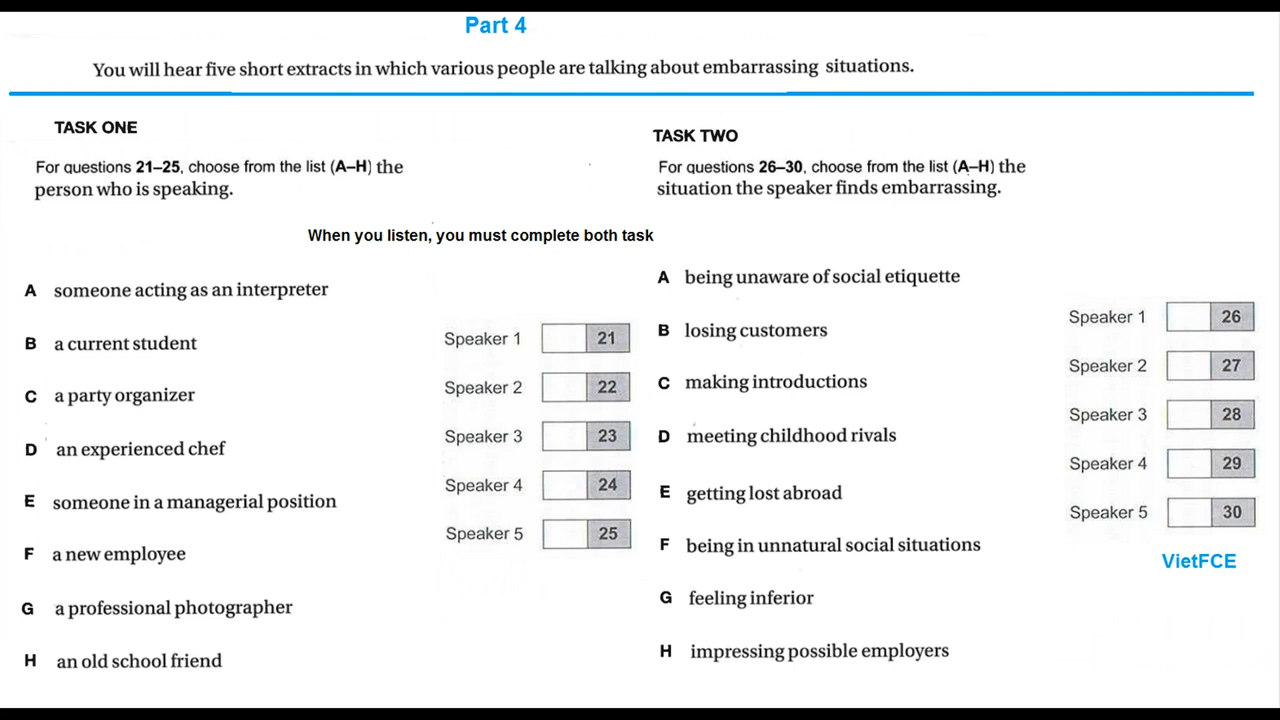 Part 4
You will hear five short extracts in which various people are talking about embarrassing situations.
TASK ONE
For questions 21–25, choose from the list (A–H) the
person who is speaking.
TASK TWO
For questions 26–30, choose from the list (A–H) the
situation the speaker finds embarrassing.
When you listen, you must complete both task
A someone acting as an interpreter
B a current student
C a party organizer
D an experienced chef
E someone in a managerial position
F a new employee
G a professional photographer
H an old school friend
Speaker 1 21
Speaker 2 22
Speaker 3 23
Speaker 4 24
Speaker 5 25
A being unaware of social etiquette
B losing customers
C making introductions
D meeting childhood rivals
E getting lost abroad
F being in unnatural social situations
G feeling inferior
H impressing possible employers
Speaker 1 26
Speaker 2 27
Speaker 3 28
Speaker 4 29
Speaker 5 30
VietFCE